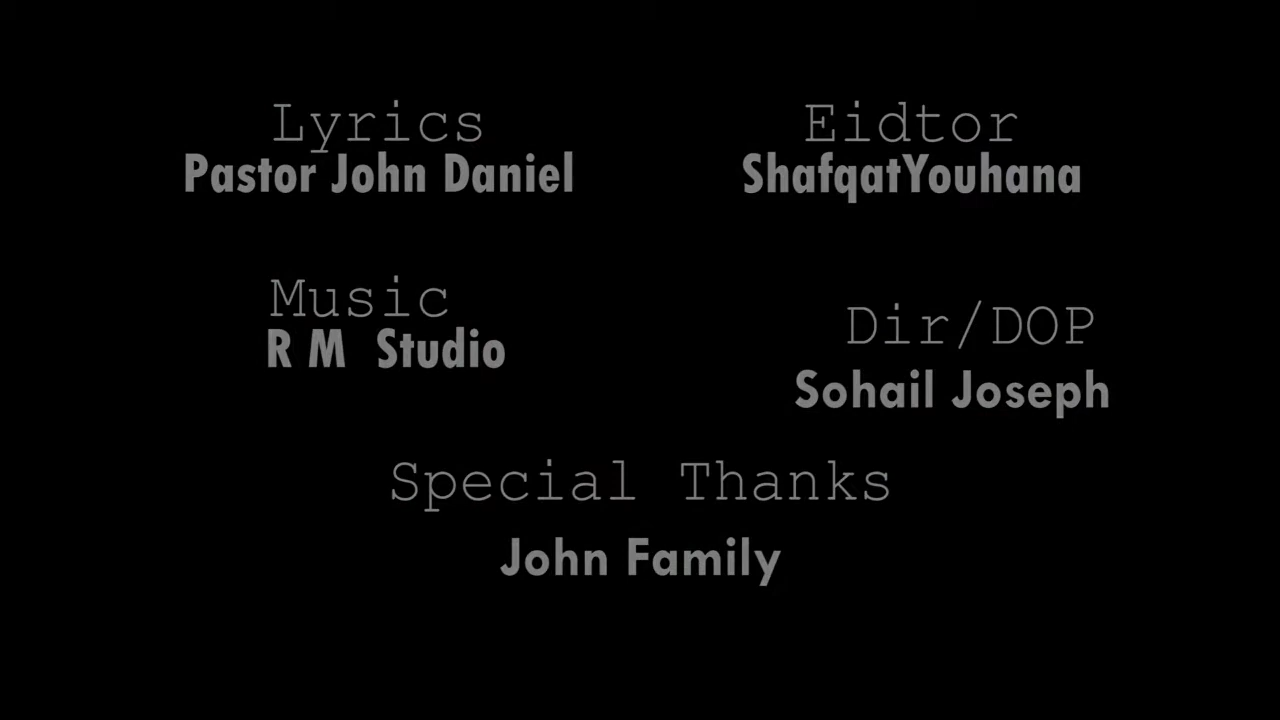 Lyrics
Pastor John Daniel
Eidtor
ShafqatYouhana
Music
R M Studio
Dir/DOP
Sohail Joseph
Special Thanks
John Family